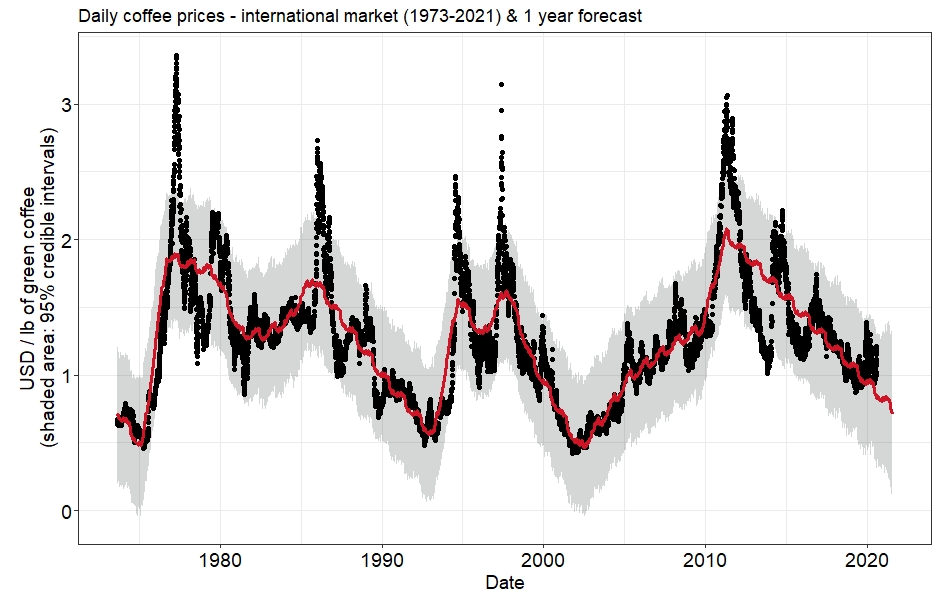 Daily coffee prices - international market (1973-2021) & 1 year forecast
USD / lb of green coffee
(shaded area: 95% credible intervals)
3
2
1
0
1980 1990 2000 2010 2020
Date